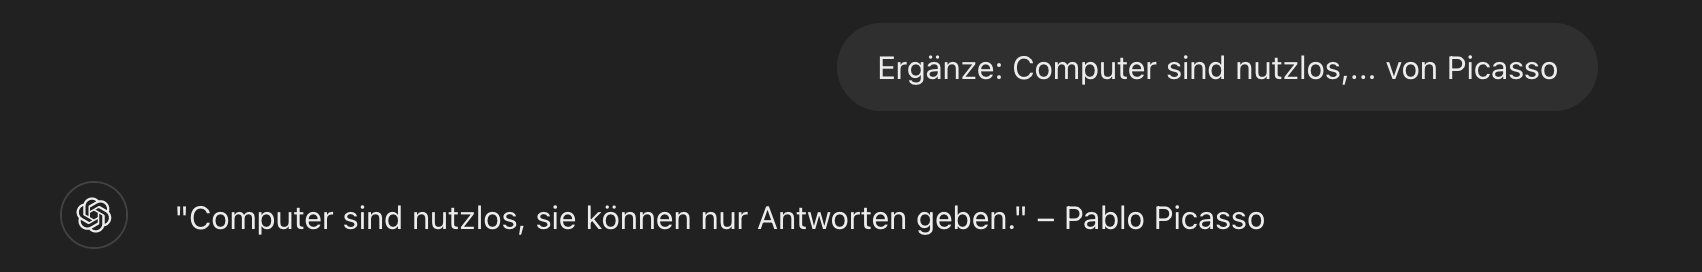 Ergänze: Computer sind nutzlos,... von Picasso
"Computer sind nutzlos, sie können nur Antworten geben." – Pablo Picasso